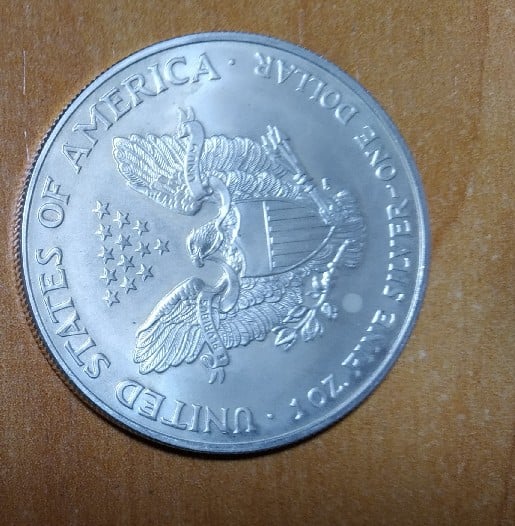 UNITED STATES OF AMERICA
1 OZ. FINE SILVER~ONE DOLLAR